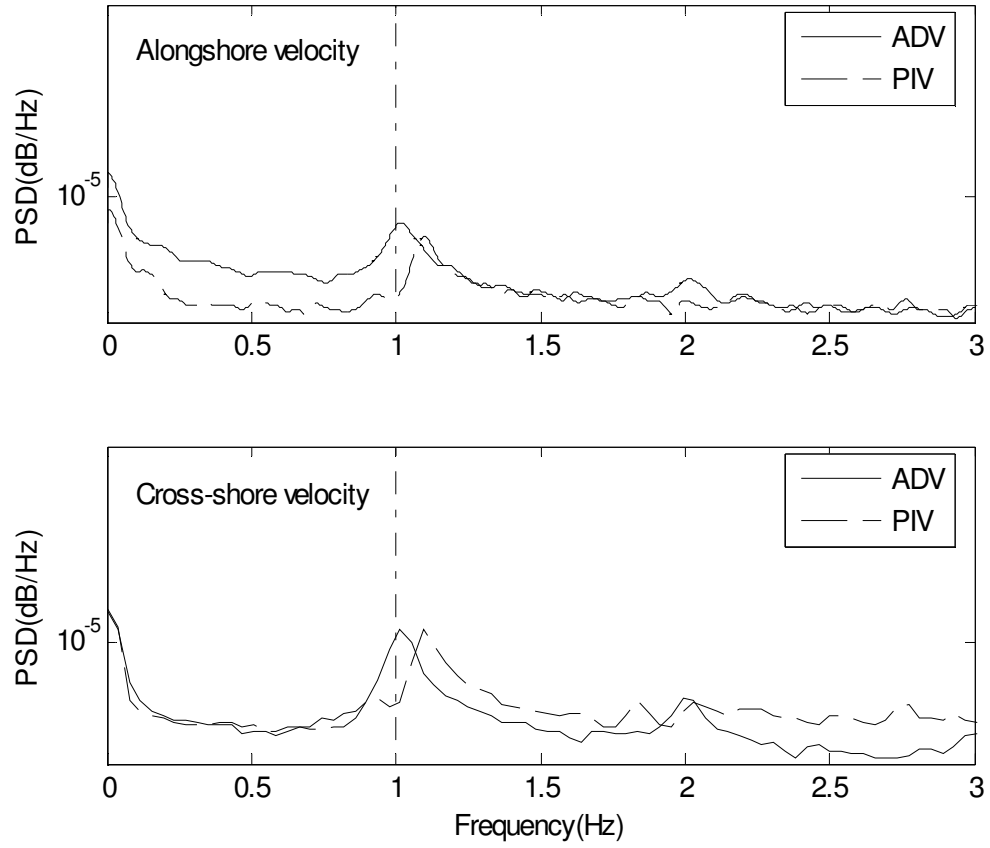 Alongshore velocity
ADV
PIV
PSD(dB/Hz)
10^-5
0 0.5 1 1.5 2 2.5 3
Cross-shore velocity
ADV
PIV
PSD(dB/Hz)
10^-5
0 0.5 1 1.5 2 2.5 3
Frequency(Hz)